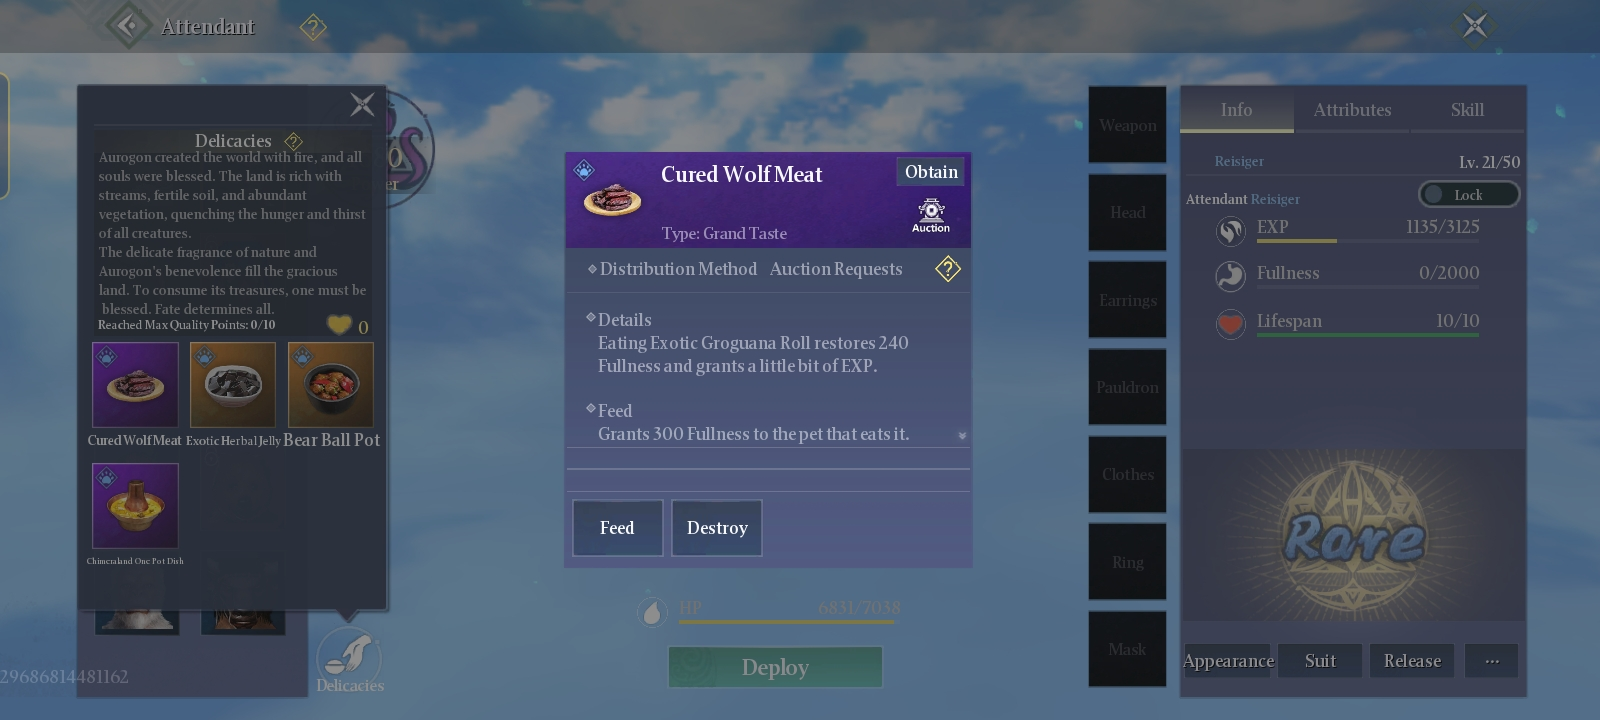 Attendant
Delicacies
Aurogon created the world with fire, and all
souls were blessed. The land is rich with
streams, fertile soil, and abundant
vegetation, quenching the hunger and thirst
of all creatures.
The delicate fragrance of nature and
Aurogon's benevolence fill the gracious
land. To consume its treasures, one must be
blessed. Fate determines all.
Reached Max Quality Points: 0/10
0
Cured Wolf Meat
Exotic Herbal Jelly
Bear Ball Pot
Chimeraland One Pot Dish
29686814481162
Delicacies
Cured Wolf Meat
Obtain
Type: Grand Taste
Auction
Distribution Method Auction Requests
Details
Eating Exotic Groguana Roll restores 240
Fullness and grants a little bit of EXP.
Feed
Grants 300 Fullness to the pet that eats it.
Feed
Destroy
HP 6831/7038
Deploy
Weapon
Head
Earrings
Pauldron
Clothes
Ring
Mask
Info
Attributes
Skill
Reisiger
Lv. 21/50
Attendant Reisiger
Lock
EXP 1135/3125
Fullness 0/2000
Lifespan 10/10
Rare
Appearance
Suit
Release
...